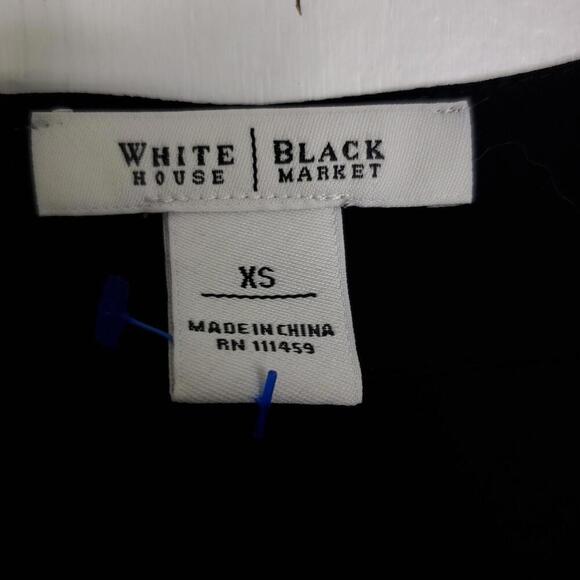 WHITE | BLACK
HOUSE MARKET
XS
MADE IN CHINA
RN 111459